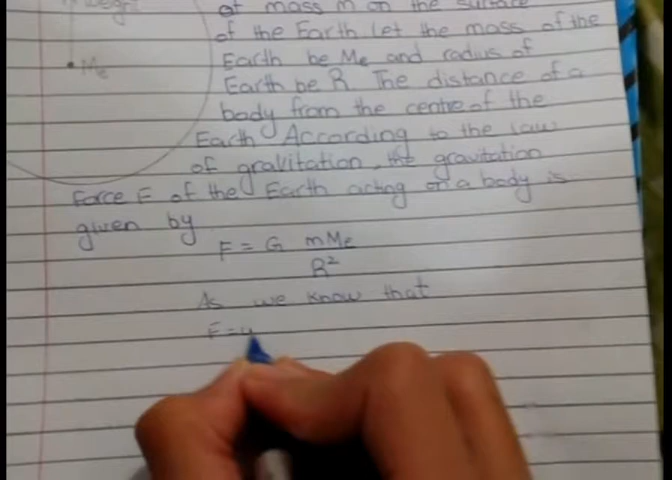 Weight
of mass m on the surface
Me
of the Earth let the mass of the
Earth be Me and radius of
Earth be R The distance of a
body from the centre of the
Earth According to the law
of gravitation, the gravitation
Force F of the Earth acting on a body is
given by
F = G mMe
R²
As we know that
F =